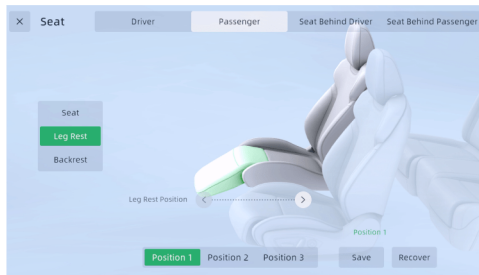 × Seat Driver Passenger Seat Behind Driver Seat Behind Passenger
Seat
Leg Rest
Backrest
Leg Rest Position
Position 1
Position 1 Position 2 Position 3 Save Recover